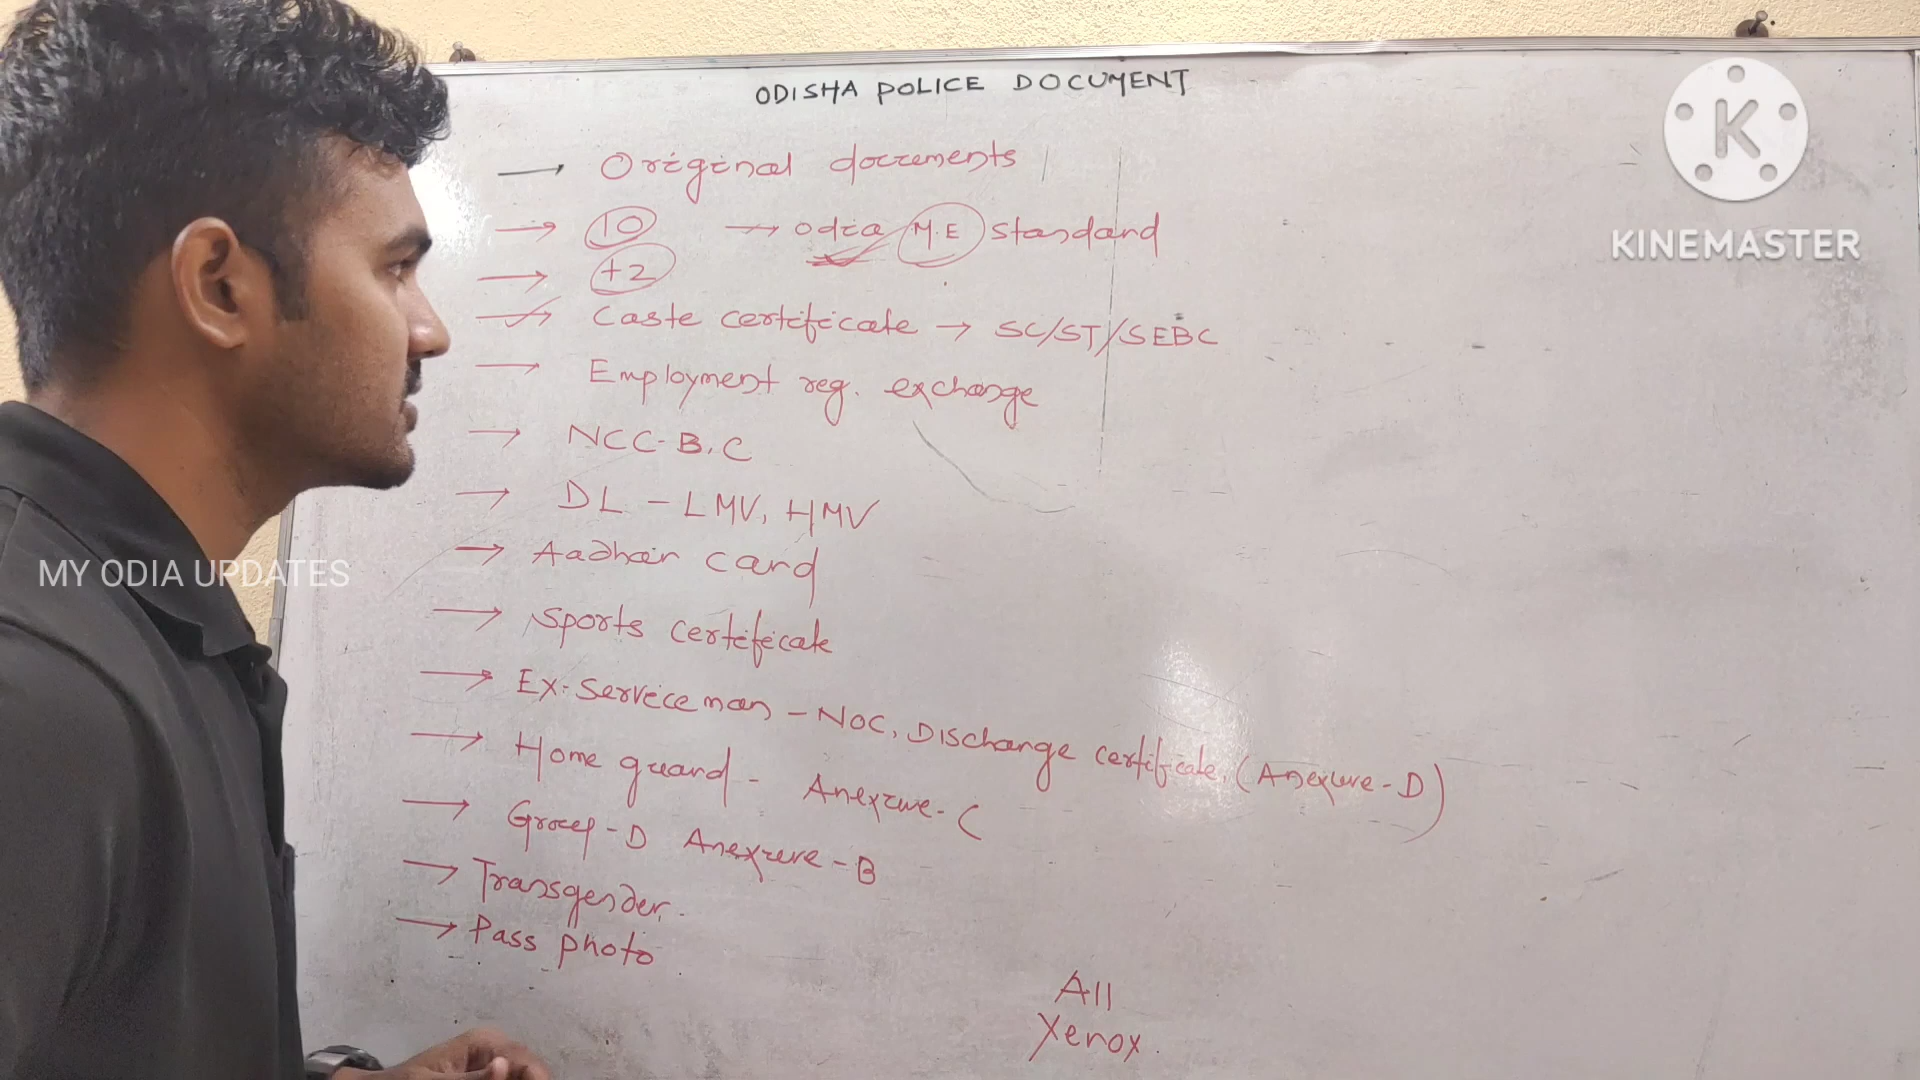 ODISHA POLICE DOCUMENT
K
KINEMASTER
→ Original documents
→ 10 → odia M.E standard
→ +2
→ Caste certificate → SC/ST/SEBC
→ Employment reg. exchange
→ NCC-B.C
→ DL - LMV, HMV
→ Aadhar card
MY ODIA UPDATES
→ Sports certificate
→ Ex-Service man - NOC, Discharge certificate, (Anexure-D)
→ Home guard - Anexure-C
→ Group-D Anexure-B
→ Transgender.
→ Pass photo
All
Xerox.